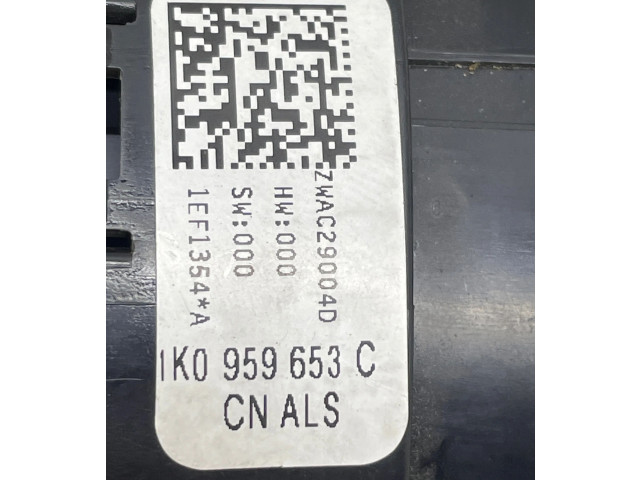 ZWAC29004D
HW:000
SW:000
1EF1354*A
1K0 959 653 C
CN ALS